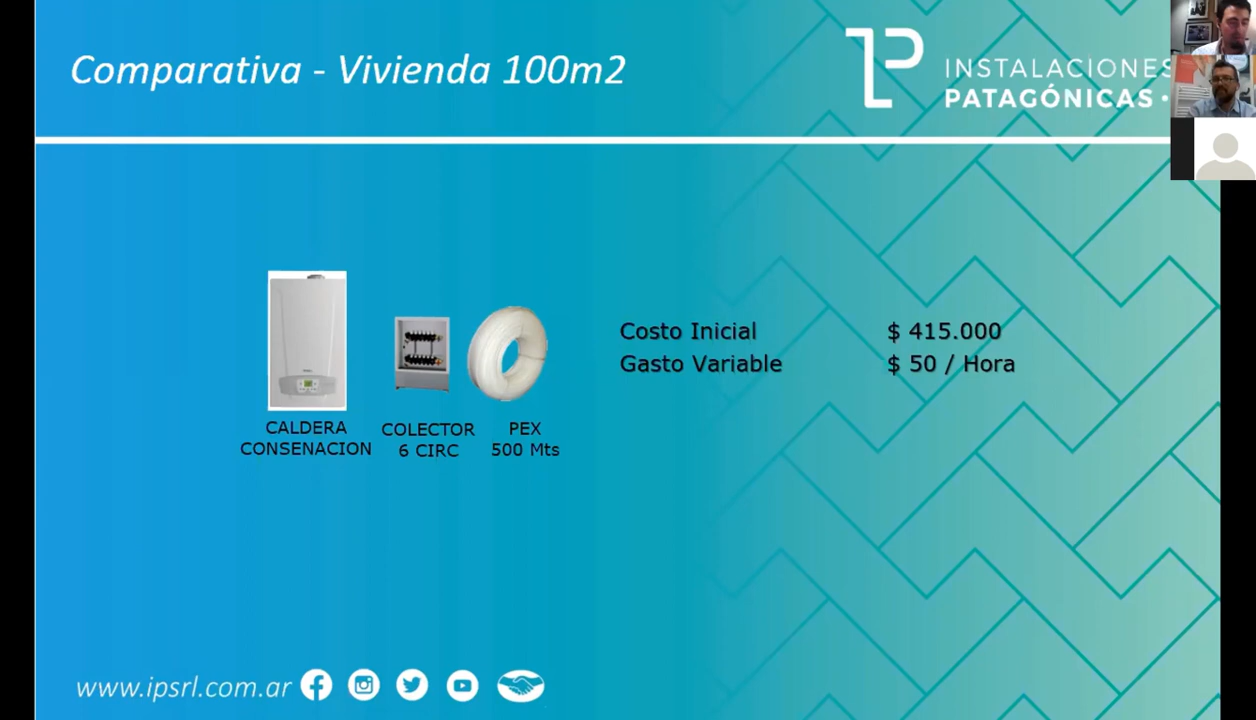 Comparativa - Vivienda 100m2
INSTALACIONES
PATAGÓNICAS •
Costo Inicial $ 415.000
Gasto Variable $ 50 / Hora
CALDERA
CONSENACION
COLECTOR
6 CIRC
PEX
500 Mts
www.ipsrl.com.ar